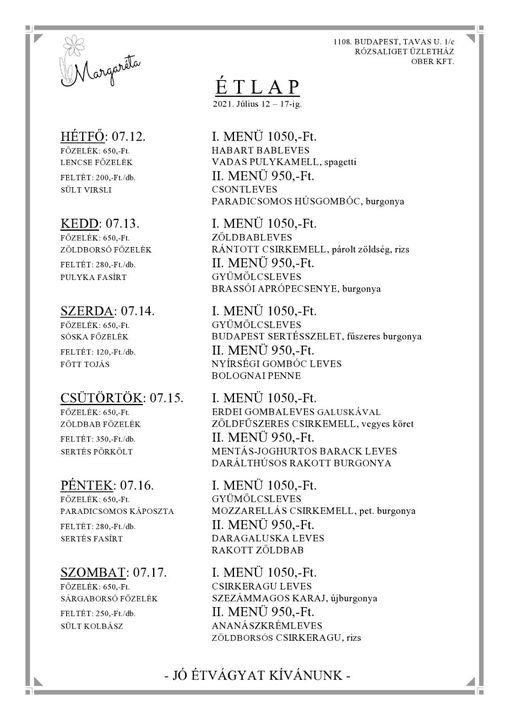 Margaréta
1108. BUDAPEST, TAVAS U. 1/c
RÓZSALIGET ÜZLETHÁZ
OBER KFT.
ÉTLAP
2021. Július 12 – 17-ig.
HÉTFŐ: 07.12.
FŐZELÉK: 650,-Ft.
LENCSE FŐZELÉK
FELTÉT: 200,-Ft./db.
SÜLT VIRSLI
I. MENÜ 1050,-Ft.
HABART BABLEVES
VADAS PULYKAMELL, spagetti
II. MENÜ 950,-Ft.
CSONTLEVES
PARADICSOMOS HÚSGOMBÓC, burgonya
KEDD: 07.13.
FŐZELÉK: 650,-Ft.
ZÖLDBORSÓ FŐZELÉK
FELTÉT: 280,-Ft./db.
PULYKA FASÍRT
I. MENÜ 1050,-Ft.
ZÖLDBABLEVES
RÁNTOTT CSIRKEMELL, párolt zöldség, rizs
II. MENÜ 950,-Ft.
GYÜMÖLCSLEVES
BRASSÓI APRÓPECSENYE, burgonya
SZERDA: 07.14.
FŐZELÉK: 650,-Ft.
SÓSKA FŐZELÉK
FELTÉT: 120,-Ft./db.
FŐTT TOJÁS
I. MENÜ 1050,-Ft.
GYÜMÖLCSLEVES
BUDAPEST SERTÉSSZELET, fűszeres burgonya
II. MENÜ 950,-Ft.
NYÍRSÉGI GOMBÓC LEVES
BOLOGNAI PENNE
CSÜTÖRTÖK: 07.15.
FŐZELÉK: 650,-Ft.
ZÖLDBAB FŐZELÉK
FELTÉT: 350,-Ft./db.
SERTÉS PÖRKÖLT
I. MENÜ 1050,-Ft.
ERDEI GOMBALEVES GALUSKÁVAL
ZÖLDFŰSZERES CSIRKEMELL, vegyes köret
II. MENÜ 950,-Ft.
MENTÁS-JOGHURTOS BARACK LEVES
DARÁLTHÚSOS RAKOTT BURGONYA
PÉNTEK: 07.16.
FŐZELÉK: 650,-Ft.
PARADICSOMOS KÁPOSZTA
FELTÉT: 280,-Ft./db.
SERTÉS FASÍRT
I. MENÜ 1050,-Ft.
GYÜMÖLCSLEVES
MOZZARELLÁS CSIRKEMELL, pet. burgonya
II. MENÜ 950,-Ft.
DARAGALUSKA LEVES
RAKOTT ZÖLDBAB
SZOMBAT: 07.17.
FŐZELÉK: 650,-Ft.
SÁRGABORSÓ FŐZELÉK
FELTÉT: 250,-Ft./db.
SÜLT KOLBÁSZ
I. MENÜ 1050,-Ft.
CSIRKERAGU LEVES
SZEZÁMMAGOS KARAJ, újburgonya
II. MENÜ 950,-Ft.
ANANÁSZKRÉMLEVES
ZÖLDBORSÓS CSIRKERAGU, rizs
- JÓ ÉTVÁGYAT KÍVÁNUNK -